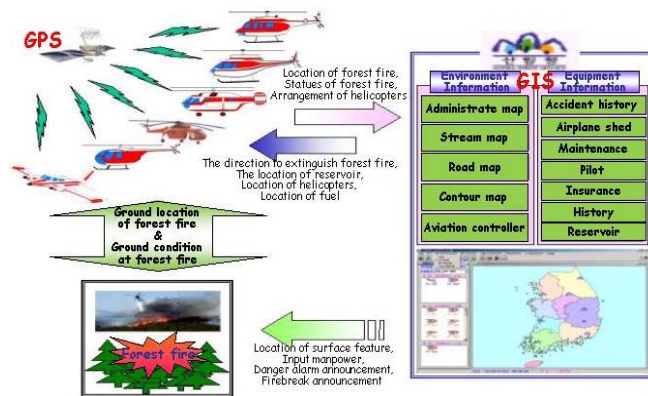 GPS
Location of forest fire,
Statues of forest fire,
Arrangement of helicopters
The direction to extinguish forest fire,
The location of reservoir,
Location of helicopters,
Location of fuel
Ground location
of forest fire
&
Ground condition
at forest fire
Forest fire
Location of surface feature,
Input manpower,
Danger alarm announcement,
Firebreak announcement
GIS
Environment
Information
Administrate map
Stream map
Road map
Contour map
Aviation controller
Equipment
Information
Accident history
Airplane shed
Maintenance
Pilot
Insurance
History
Reservoir